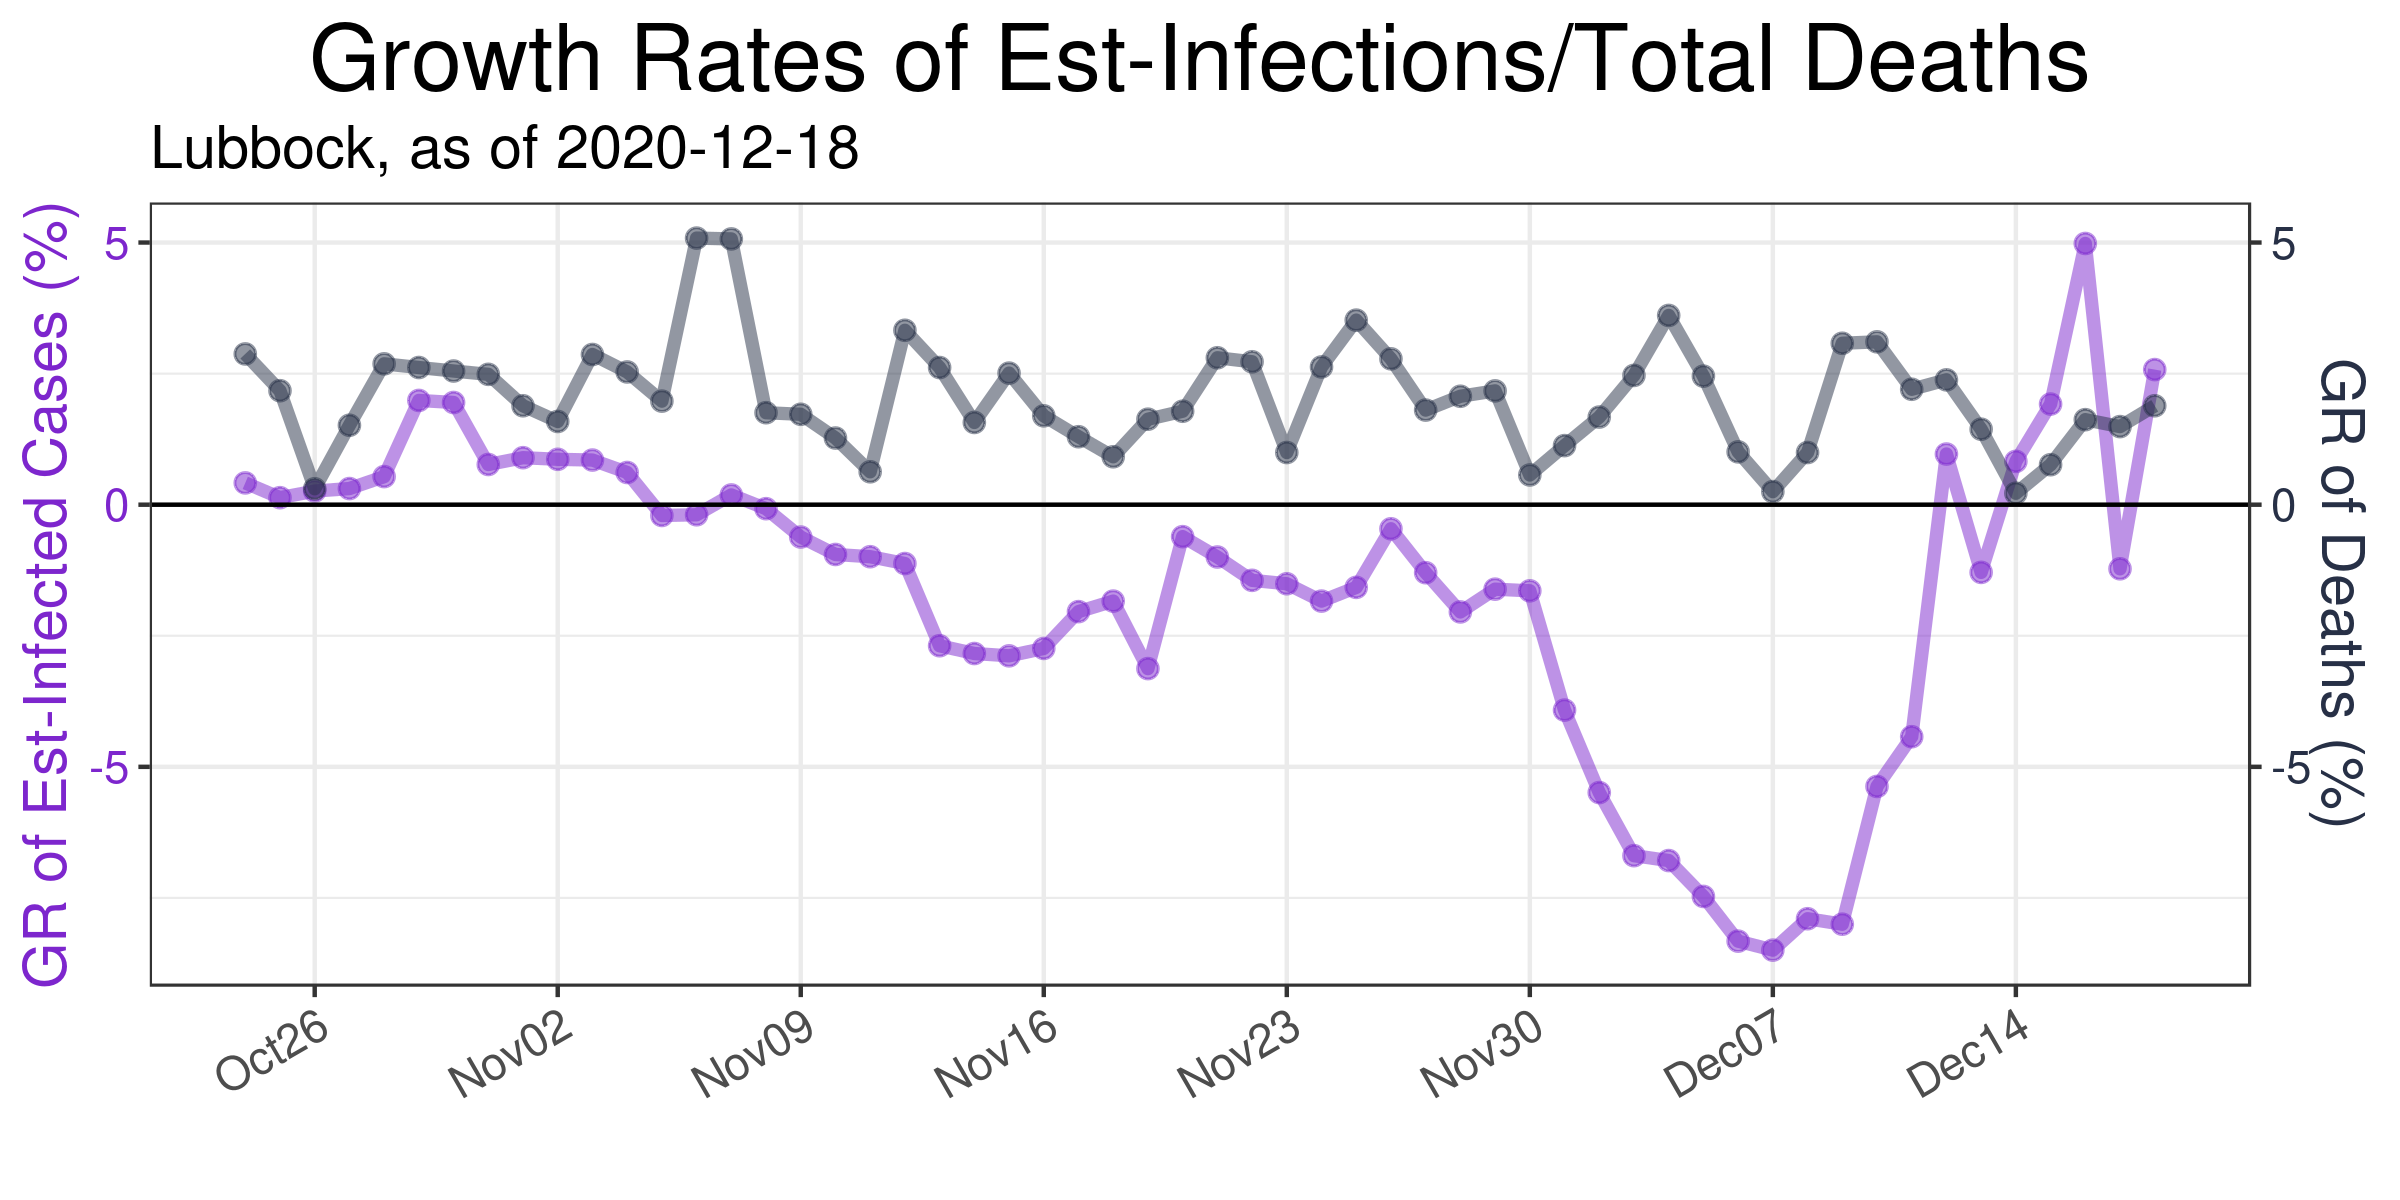 Growth Rates of Est-Infections/Total Deaths
Lubbock, as of 2020-12-18
GR of Est-Infected Cases (%)
5
0
-5
5
0
-5
GR of Deaths (%)
Oct26
Nov02
Nov09
Nov16
Nov23
Nov30
Dec07
Dec14